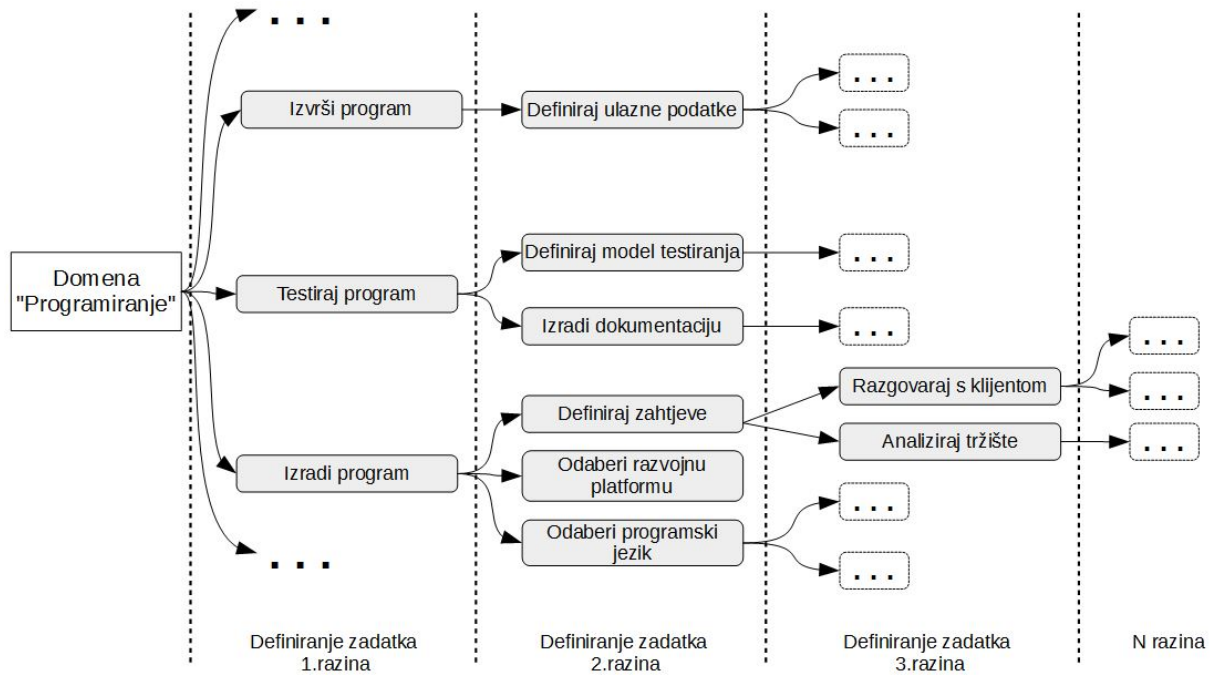 . . .
Izvrši program
Definiraj ulazne podatke
. . .
. . .
Domena
"Programiranje"
Testiraj program
Definiraj model testiranja
. . .
Izradi dokumentaciju
. . .
Izradi program
Definiraj zahtjeve
Razgovaraj s klijentom
. . .
. . .
Analiziraj tržište
. . .
Odaberi razvojnu
platformu
Odaberi programski
jezik
. . .
. . .
. . .
Definiranje zadatka
1.razina
Definiranje zadatka
2.razina
Definiranje zadatka
3.razina
N razina